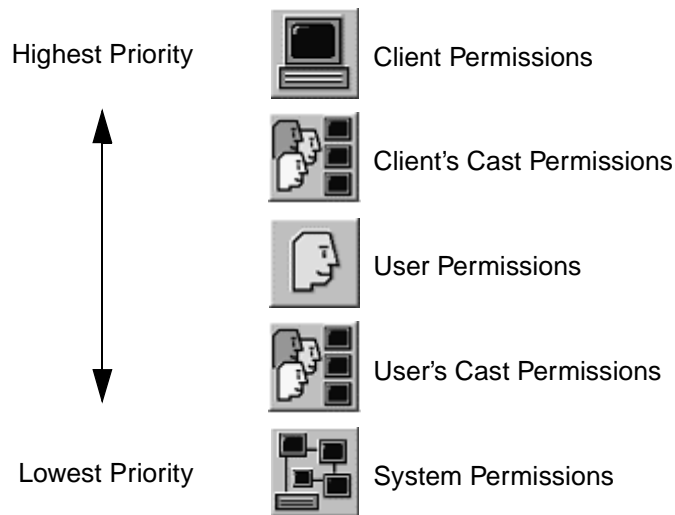 Highest Priority
Client Permissions
Client's Cast Permissions
User Permissions
User's Cast Permissions
Lowest Priority
System Permissions